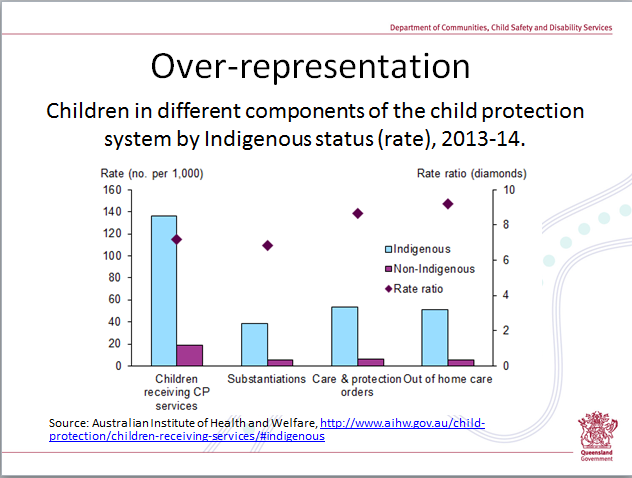 Department of Communities, Child Safety and Disability Services
Over-representation
Children in different components of the child protection
system by Indigenous status (rate), 2013-14.
Rate (no. per 1,000)
Rate ratio (diamonds)
160
140
120
100
80
60
40
20
0
10
8
6
4
2
0
Indigenous
Non-Indigenous
Rate ratio
Children
receiving CP
services
Substantiations
Care & protection
orders
Out of home care
Source: Australian Institute of Health and Welfare, http://www.aihw.gov.au/child-
protection/children-receiving-services/#indigenous
Queensland
Government